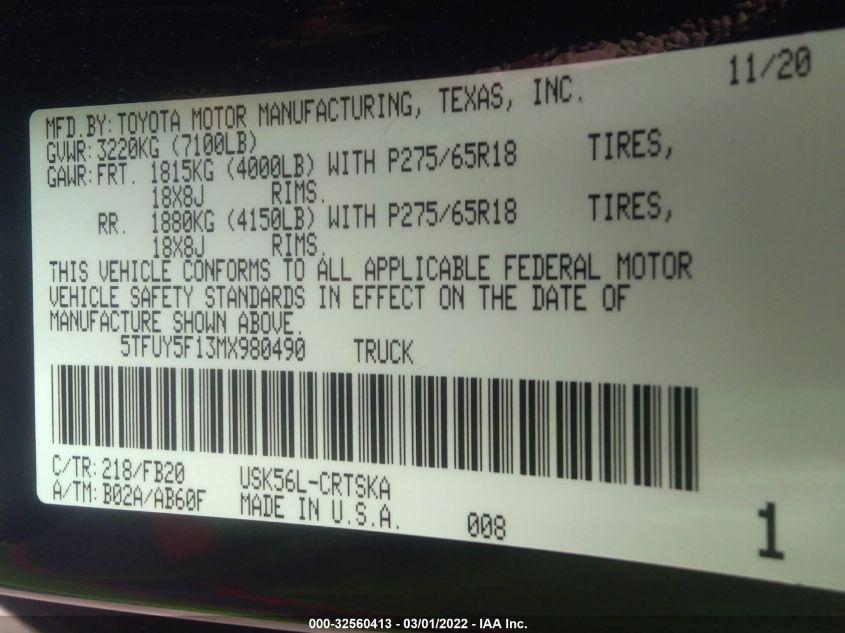 11/20
MFD.BY:TOYOTA MOTOR MANUFACTURING, TEXAS, INC.
GVWR:3220KG (7100LB)
GAWR:FRT. 1815KG (4000LB) WITH P275/65R18 TIRES,
18X8J RIMS.
RR. 1880KG (4150LB) WITH P275/65R18 TIRES,
18X8J RIMS.
THIS VEHICLE CONFORMS TO ALL APPLICABLE FEDERAL MOTOR
VEHICLE SAFETY STANDARDS IN EFFECT ON THE DATE OF
MANUFACTURE SHOWN ABOVE.
5TFUY5F13MX980490 TRUCK
C/TR:218/FB20 USK56L-CRTSKA
A/TM:B02A/AB60F MADE IN U.S.A. 008
1
000-32560413 - 03/01/2022 - IAA Inc.